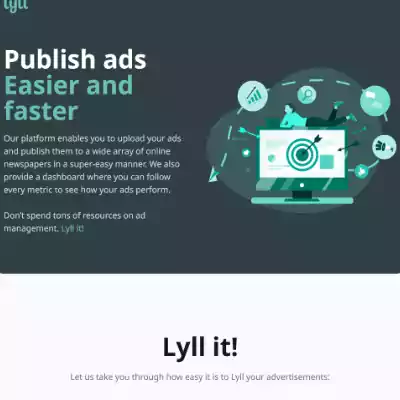 Lyll
Publish ads
Easier and
faster
Our platform enables you to upload your ads
and publish them to a wide array of online
newspapers in a super-easy manner. We also
provide a dashboard where you can follow
every metric to see how your ads perform.
Don't spend tons of resources on ad
management. Lyll it!
Lyll it!
Let us take you through how easy it is to Lyll your advertisements: